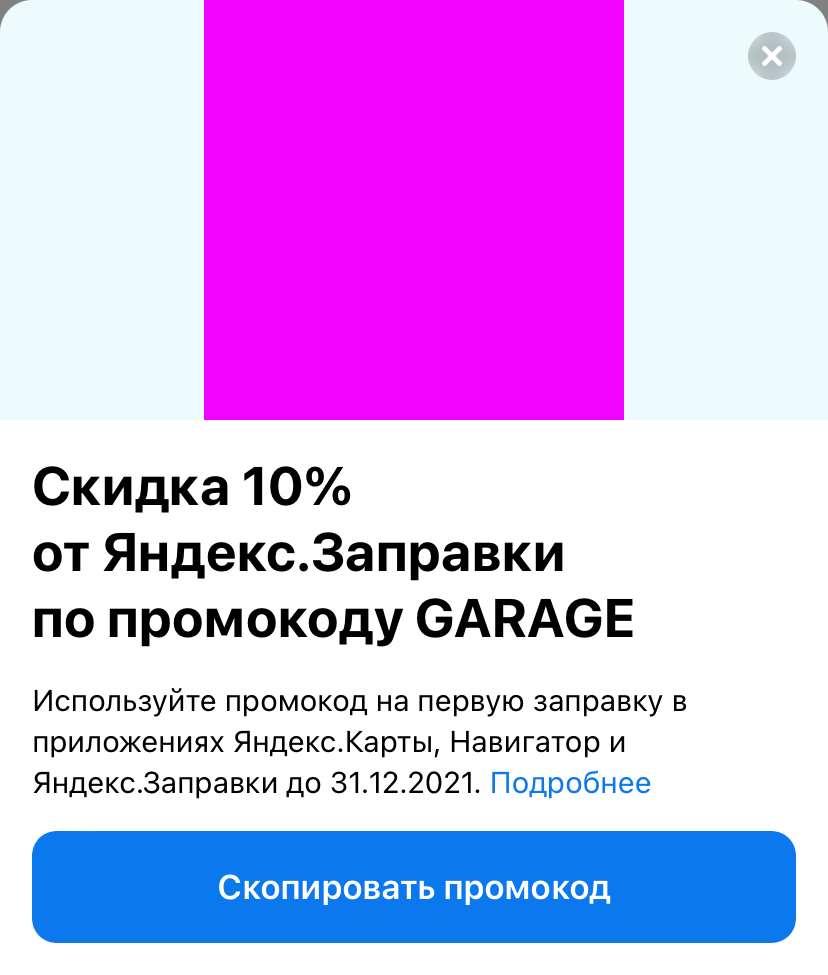 Скидка 10%
от Яндекс.Заправки
по промокоду GARAGE
Используйте промокод на первую заправку в
приложениях Яндекс.Карты, Навигатор и
Яндекс.Заправки до 31.12.2021. Подробнее
Скопировать промокод